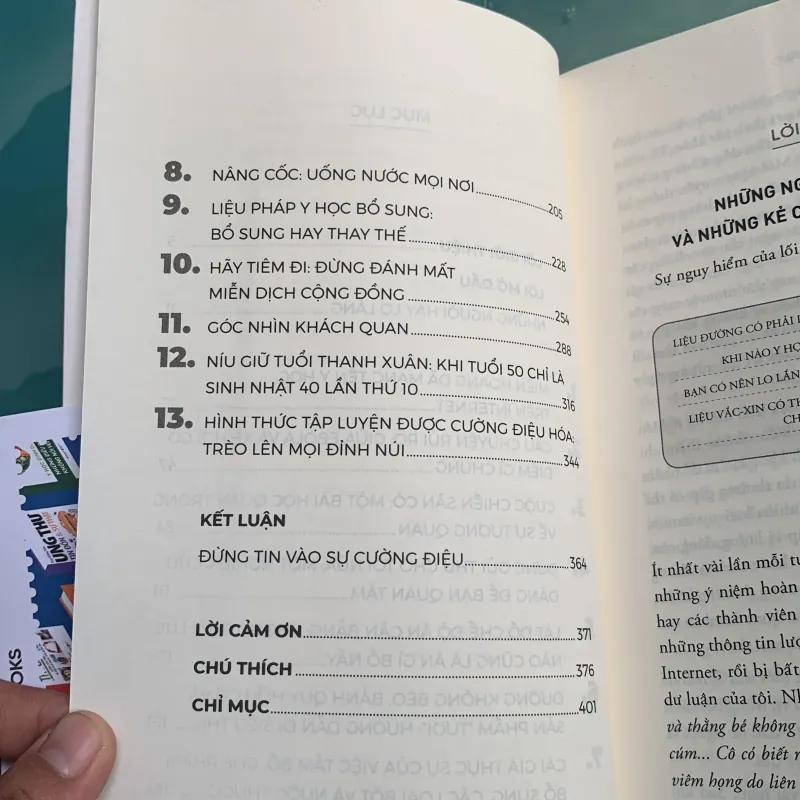 8. NÂNG CỐC: UỐNG NƯỚC MỌI NƠI 205
9. LIỆU PHÁP Y HỌC BỔ SUNG:
BỔ SUNG HAY THAY THẾ 228
10. HÃY TIÊM ĐI: ĐỪNG ĐÁNH MẤT
MIỄN DỊCH CỘNG ĐỒNG 254
11. GÓC NHÌN KHÁCH QUAN 288
12. NÍU GIỮ TUỔI THANH XUÂN: KHI TUỔI 50 CHỈ LÀ
SINH NHẬT 40 LẦN THỨ 10 316
13. HÌNH THỨC TẬP LUYỆN ĐƯỢC CƯỜNG ĐIỆU HÓA:
TRÈO LÊN MỌI ĐỈNH NÚI 344
KẾT LUẬN
ĐỪNG TIN VÀO SỰ CƯỜNG ĐIỆU 364
LỜI CẢM ƠN 371
CHÚ THÍCH 376
CHỈ MỤC 401
UNG THƯ
OKS
LỜI
NHỮNG
VÀ NHỮNG KẺ
Sự nguy hiểm của lối
LIỆU ĐƯỜNG CÓ PHẢI
KHI NÀO Y
BẠN CÓ NÊN LO LẮN
LIỆU VẮC-XIN CÓ
Ít nhất vài lần mỗi
những ý niệm hoàn
hay các thành viên
những thông tin
Internet, rồi bị bất
dư luận của tôi.
và thằng bé không
cúm... Cô có biết
viêm họng do liên